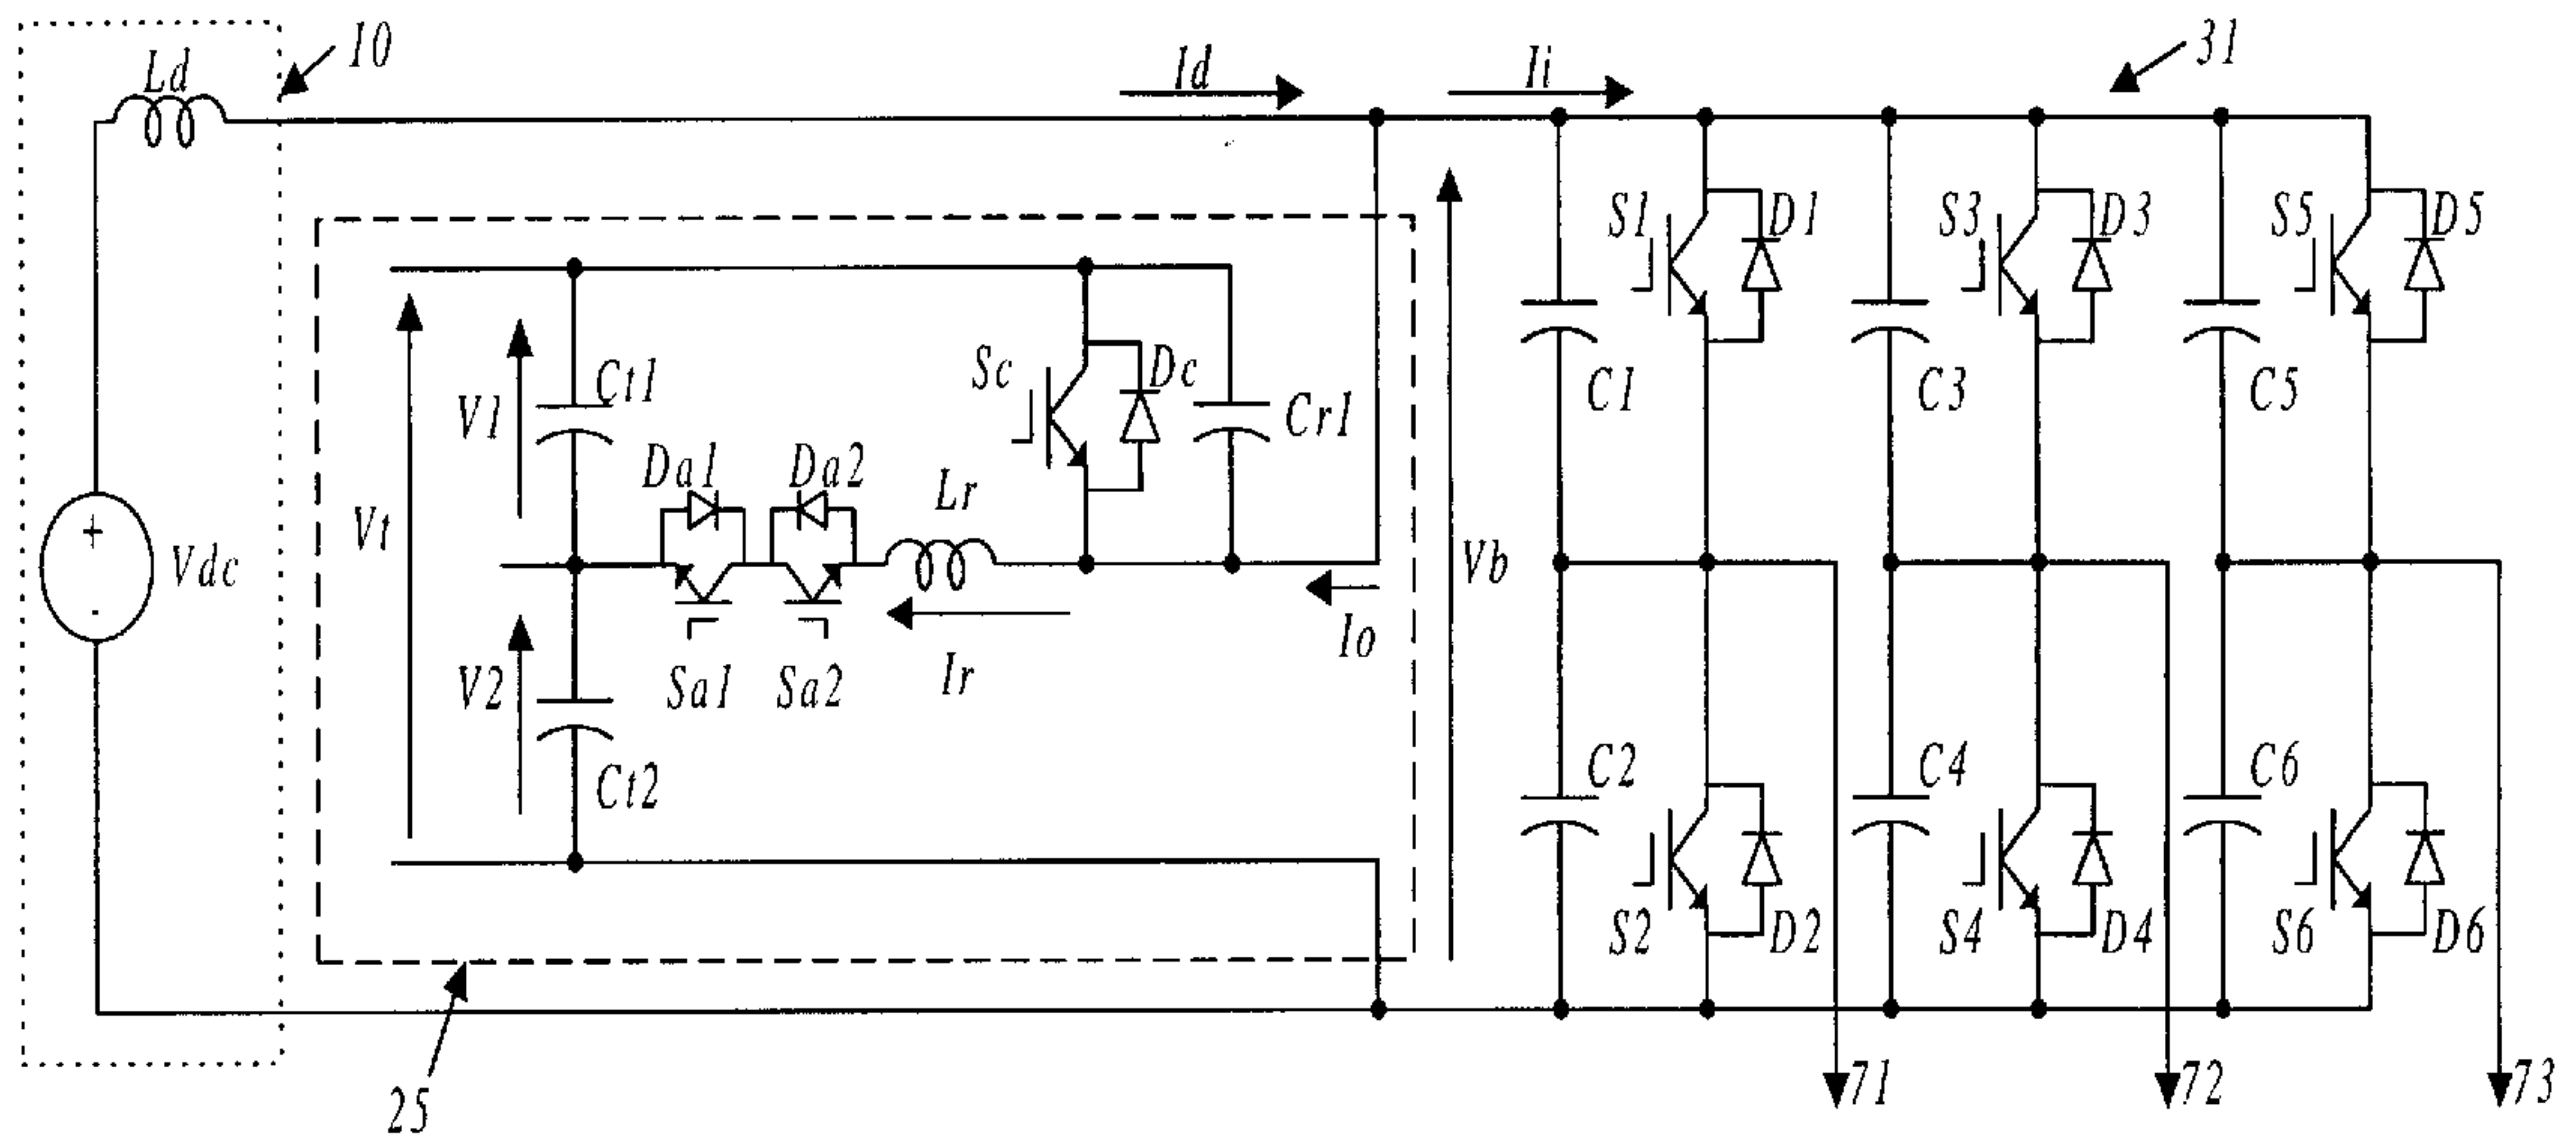 10
Ld
Id
Ii
31
S1
D1
S3
D3
S5
D5
Sc
Dc
V1
Ct1
Cr1
C1
C3
C5
Da1
Da2
Lr
Vt
+
-
Vdc
Vb
Io
V2
Sa1
Sa2
Ir
Ct2
C2
C4
C6
S2
D2
S4
D4
S6
D6
25
71
72
73